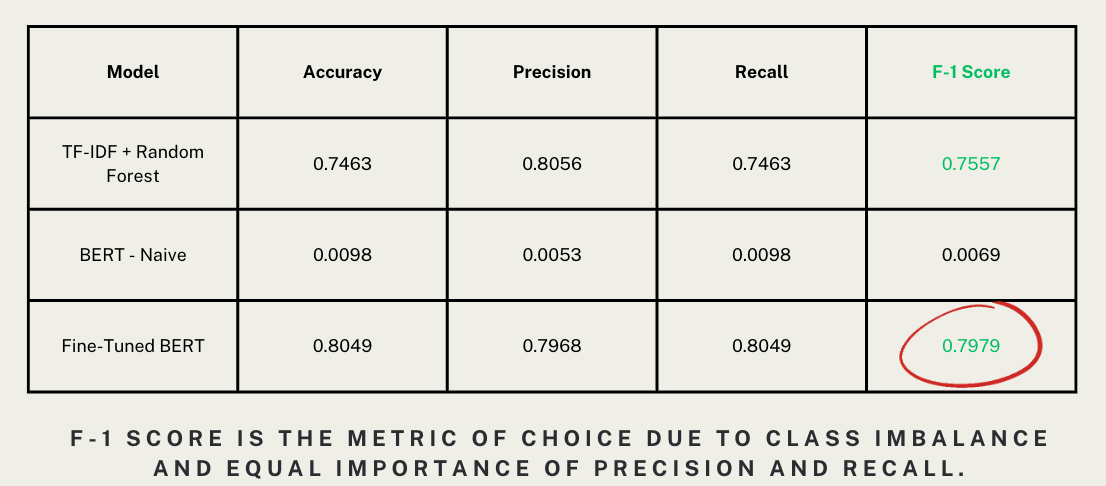 Model Accuracy Precision Recall F-1 Score
TF-IDF + Random
Forest 0.7463 0.8056 0.7463 0.7557
BERT - Naive 0.0098 0.0053 0.0098 0.0069
Fine-Tuned BERT 0.8049 0.7968 0.8049 0.7979
F-1 SCORE IS THE METRIC OF CHOICE DUE TO CLASS IMBALANCE
AND EQUAL IMPORTANCE OF PRECISION AND RECALL.